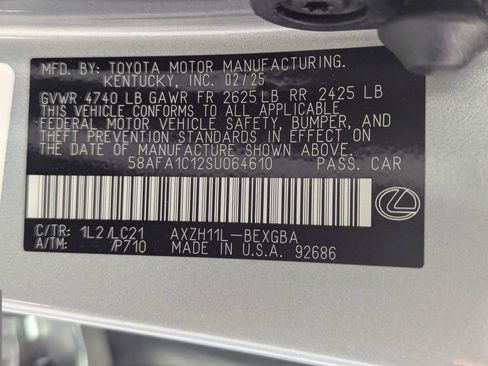 MFD. BY: TOYOTA MOTOR MANUFACTURING.
KENTUCKY, INC. 02/25
GVWR 4740 LB GAWR FR 2625 LB RR 2425 LB
THIS VEHICLE CONFORMS TO ALL APPLICABLE
FEDERAL MOTOR VEHICLE SAFETY, BUMPER, AND
THEFT PREVENTION STANDARDS IN EFFECT ON
THE DATE OF MANUFACTURE SHOWN ABOVE.
58AFA1C12SU064610 PASS. CAR
C/TR: 1L2/LC21 AXZH11L-BEXGBA
A/TM: /P710 MADE IN U.S.A. 92686